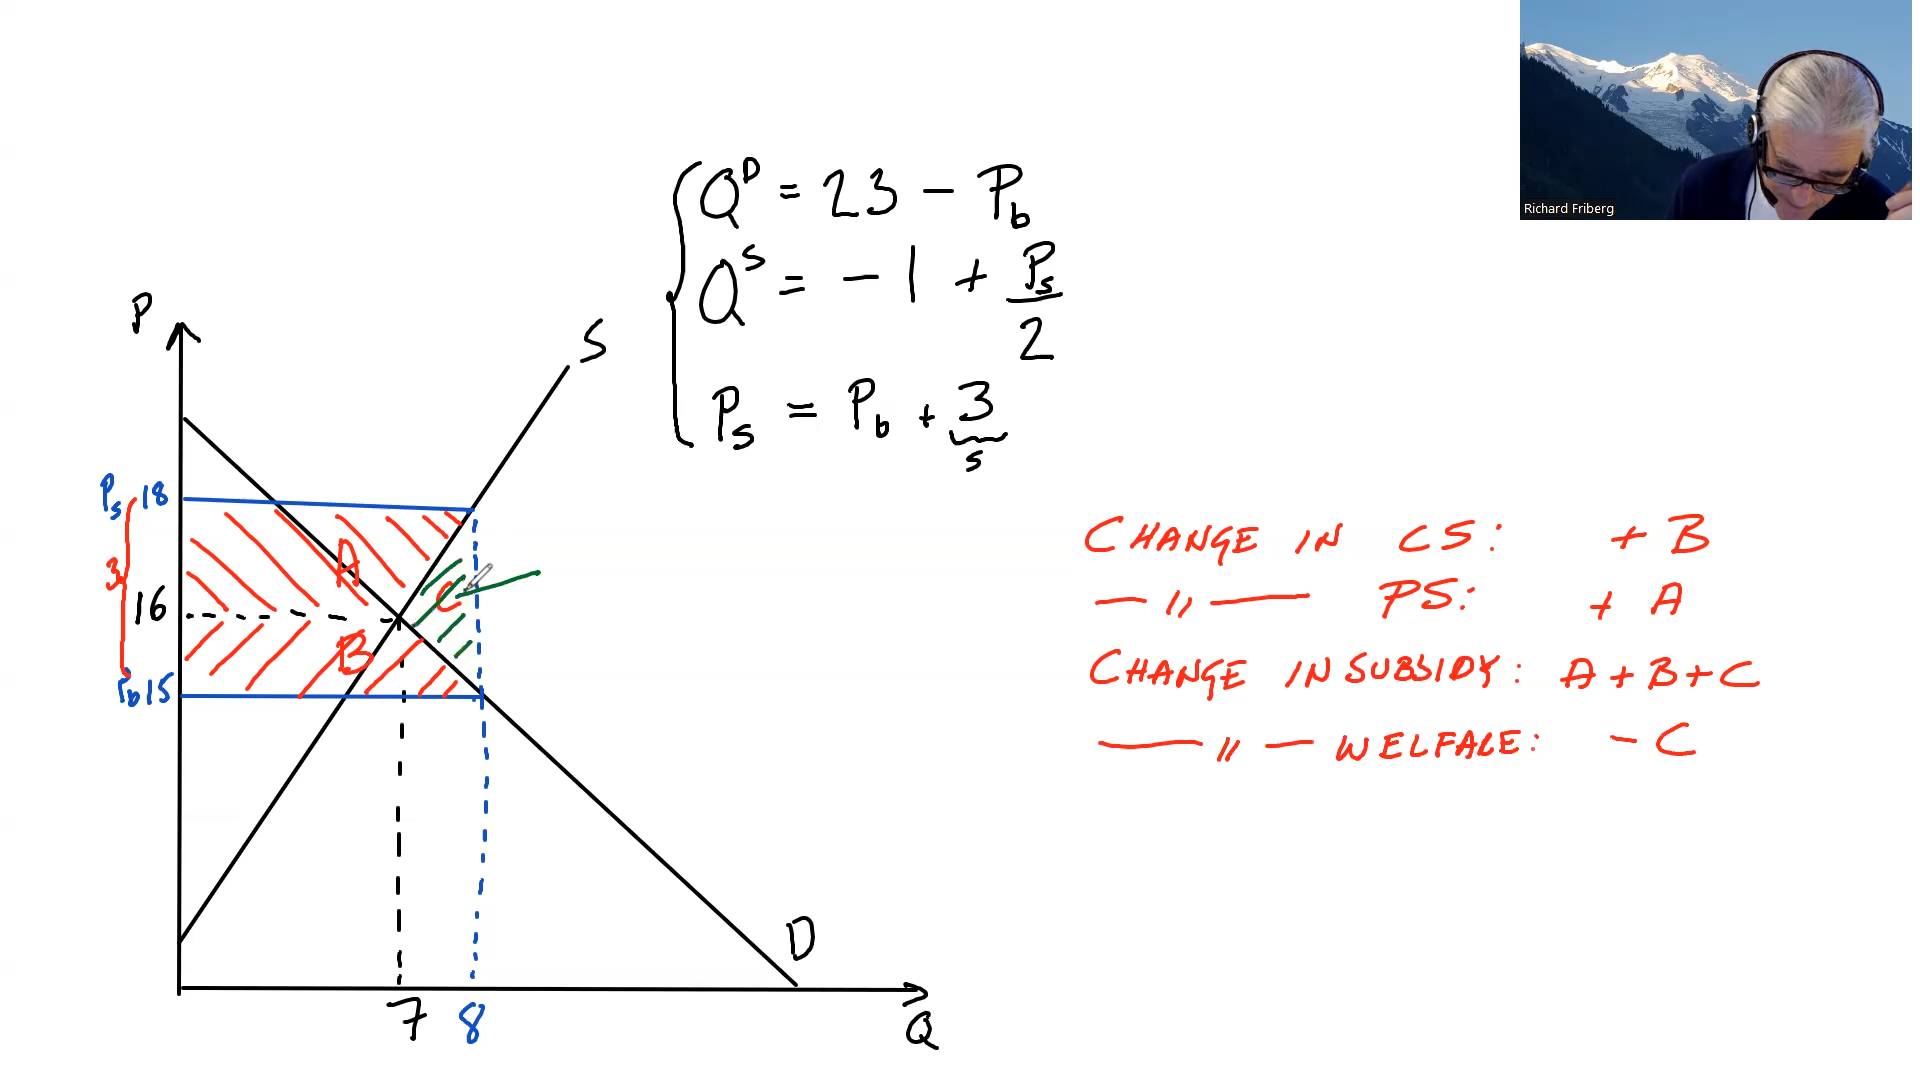 Richard Friberg
Q^D = 23 - P_b
Q^S = -1 + P_s/2
P_s = P_b + 3
s
P
S
P_s 18
A
3
C
16
B
P_b 15
D
7
8
Q
CHANGE IN CS: + B
—— " —— PS: + A
CHANGE IN SUBSIDY: A + B + C
—— " —— WELFARE: - C